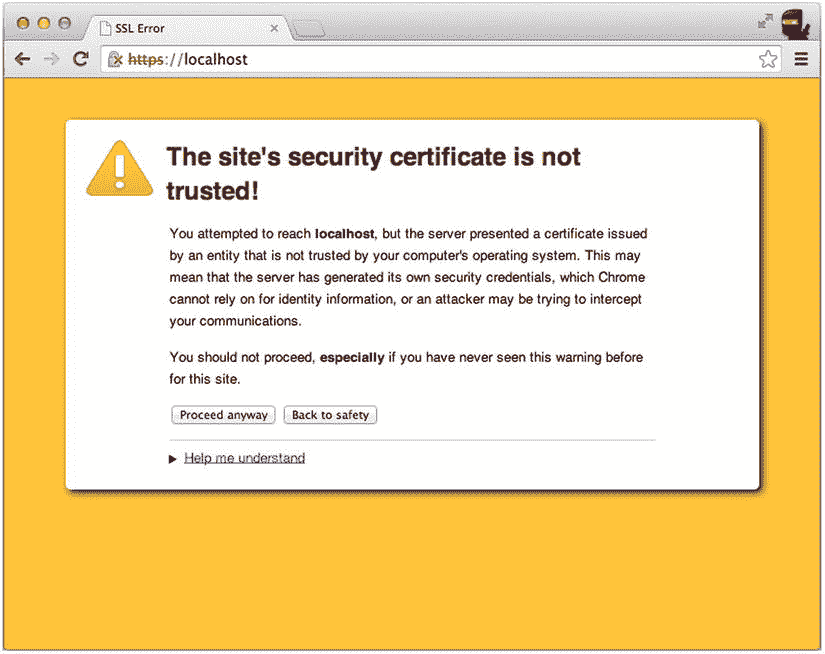 SSL Error
https://localhost
The site's security certificate is not
trusted!
You attempted to reach localhost, but the server presented a certificate issued
by an entity that is not trusted by your computer's operating system. This may
mean that the server has generated its own security credentials, which Chrome
cannot rely on for identity information, or an attacker may be trying to intercept
your communications.
You should not proceed, especially if you have never seen this warning before
for this site.
Proceed anyway Back to safety
Help me understand